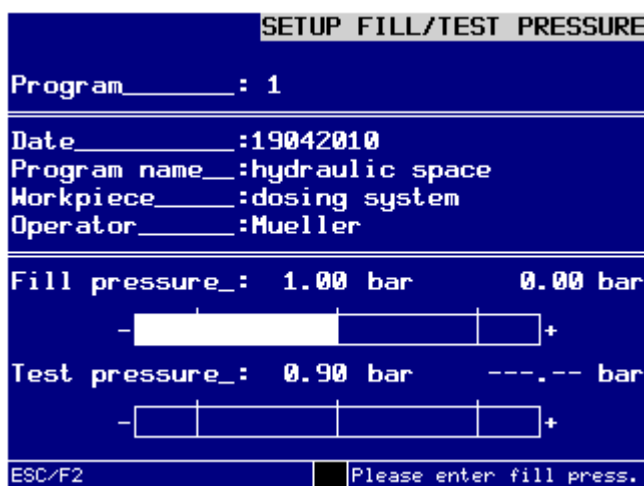 SETUP FILL/TEST PRESSURE
Program_______: 1
Date__________:19042010
Program name__:hydraulic space
Workpiece_____:dosing system
Operator______:Mueller
Fill pressure_: 1.00 bar 0.00 bar
- +
Test pressure_: 0.90 bar ---.-- bar
- +
ESC/F2 Please enter fill press.